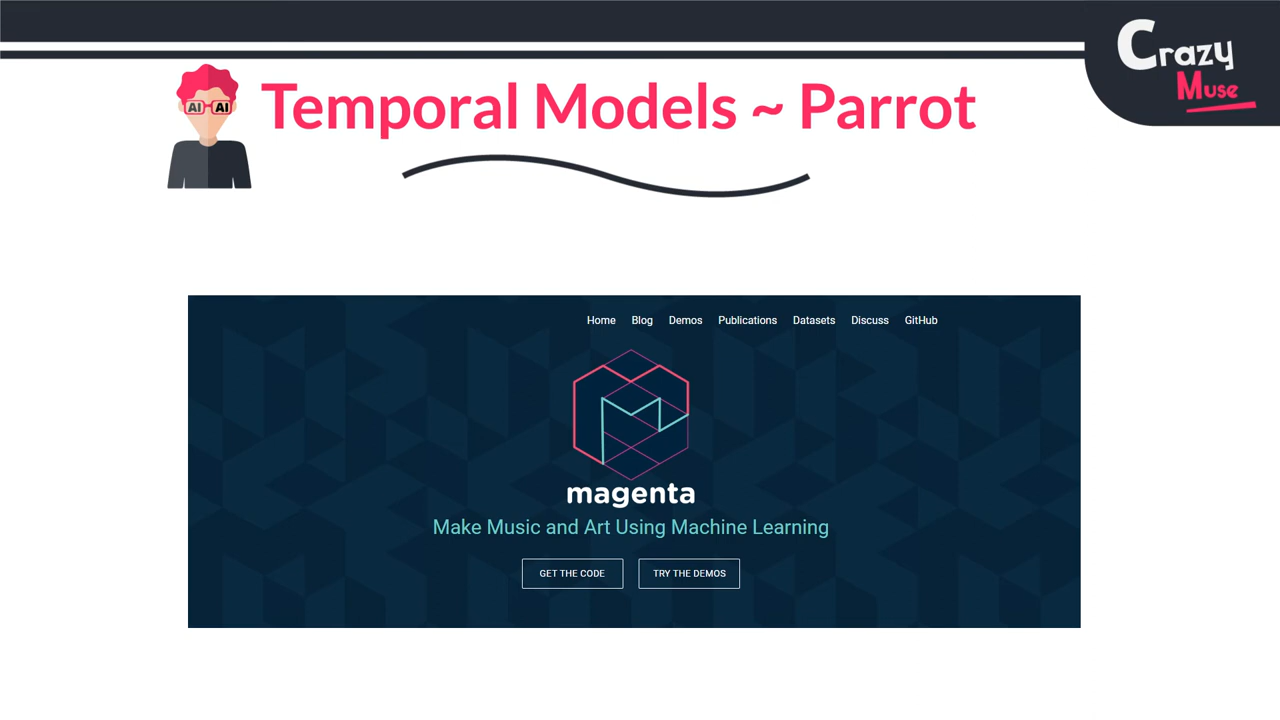 Crazy
Muse
AI AI
Temporal Models ~ Parrot
Home Blog Demos Publications Datasets Discuss GitHub
magenta
Make Music and Art Using Machine Learning
GET THE CODE TRY THE DEMOS